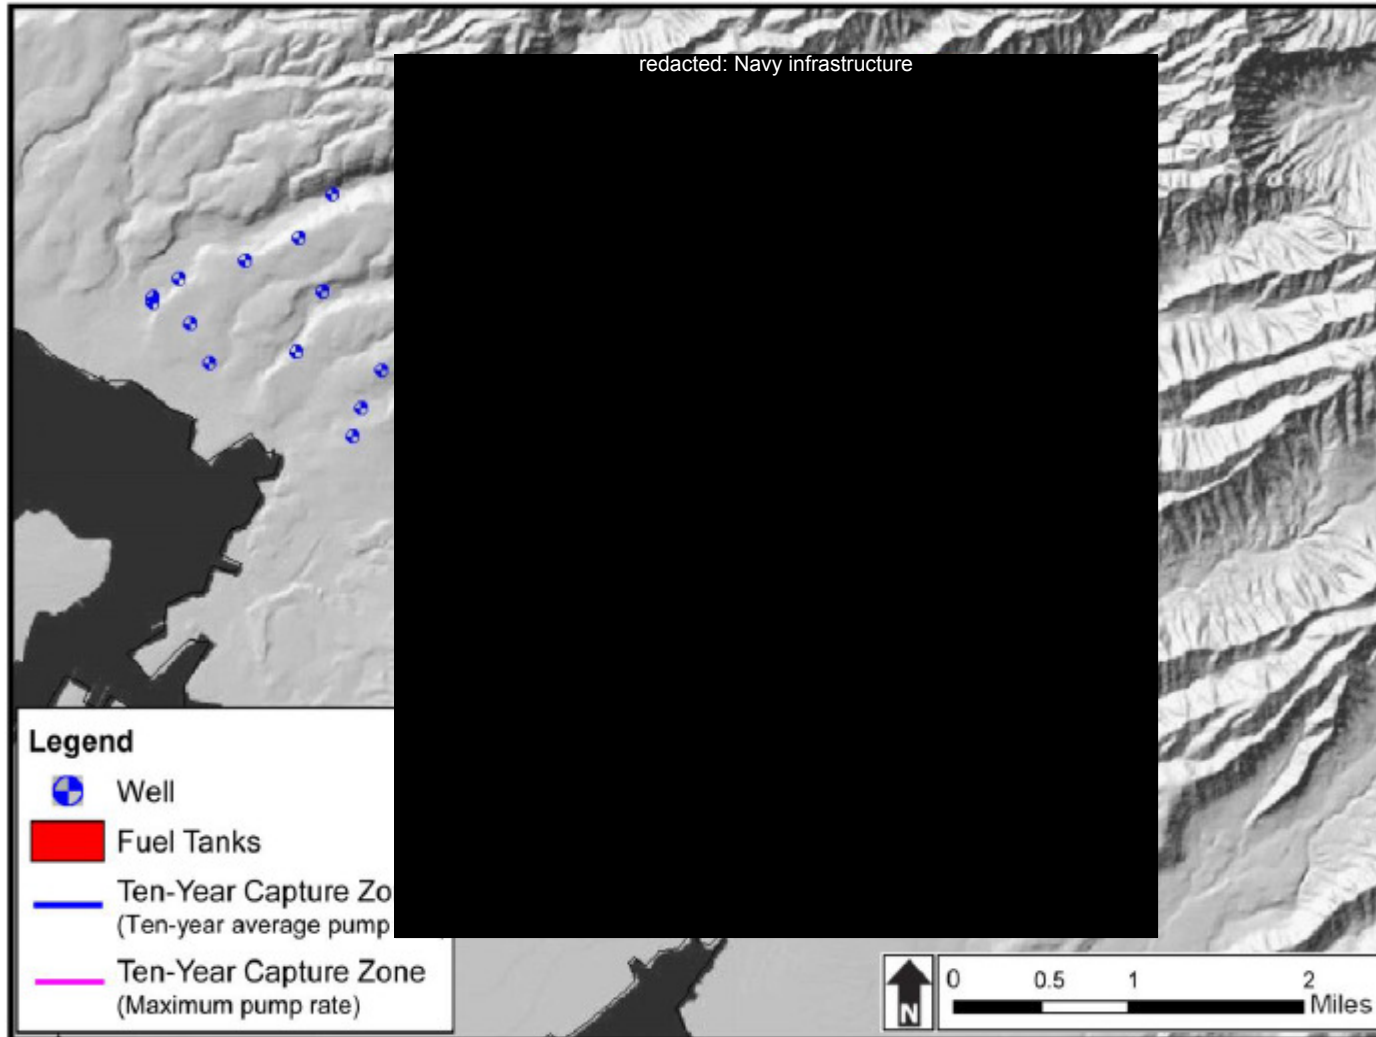 redacted: Navy infrastructure
Legend
Well
Fuel Tanks
Ten-Year Capture Zo
(Ten-year average pump
Ten-Year Capture Zone
(Maximum pump rate)
N
0 0.5 1 2
Miles